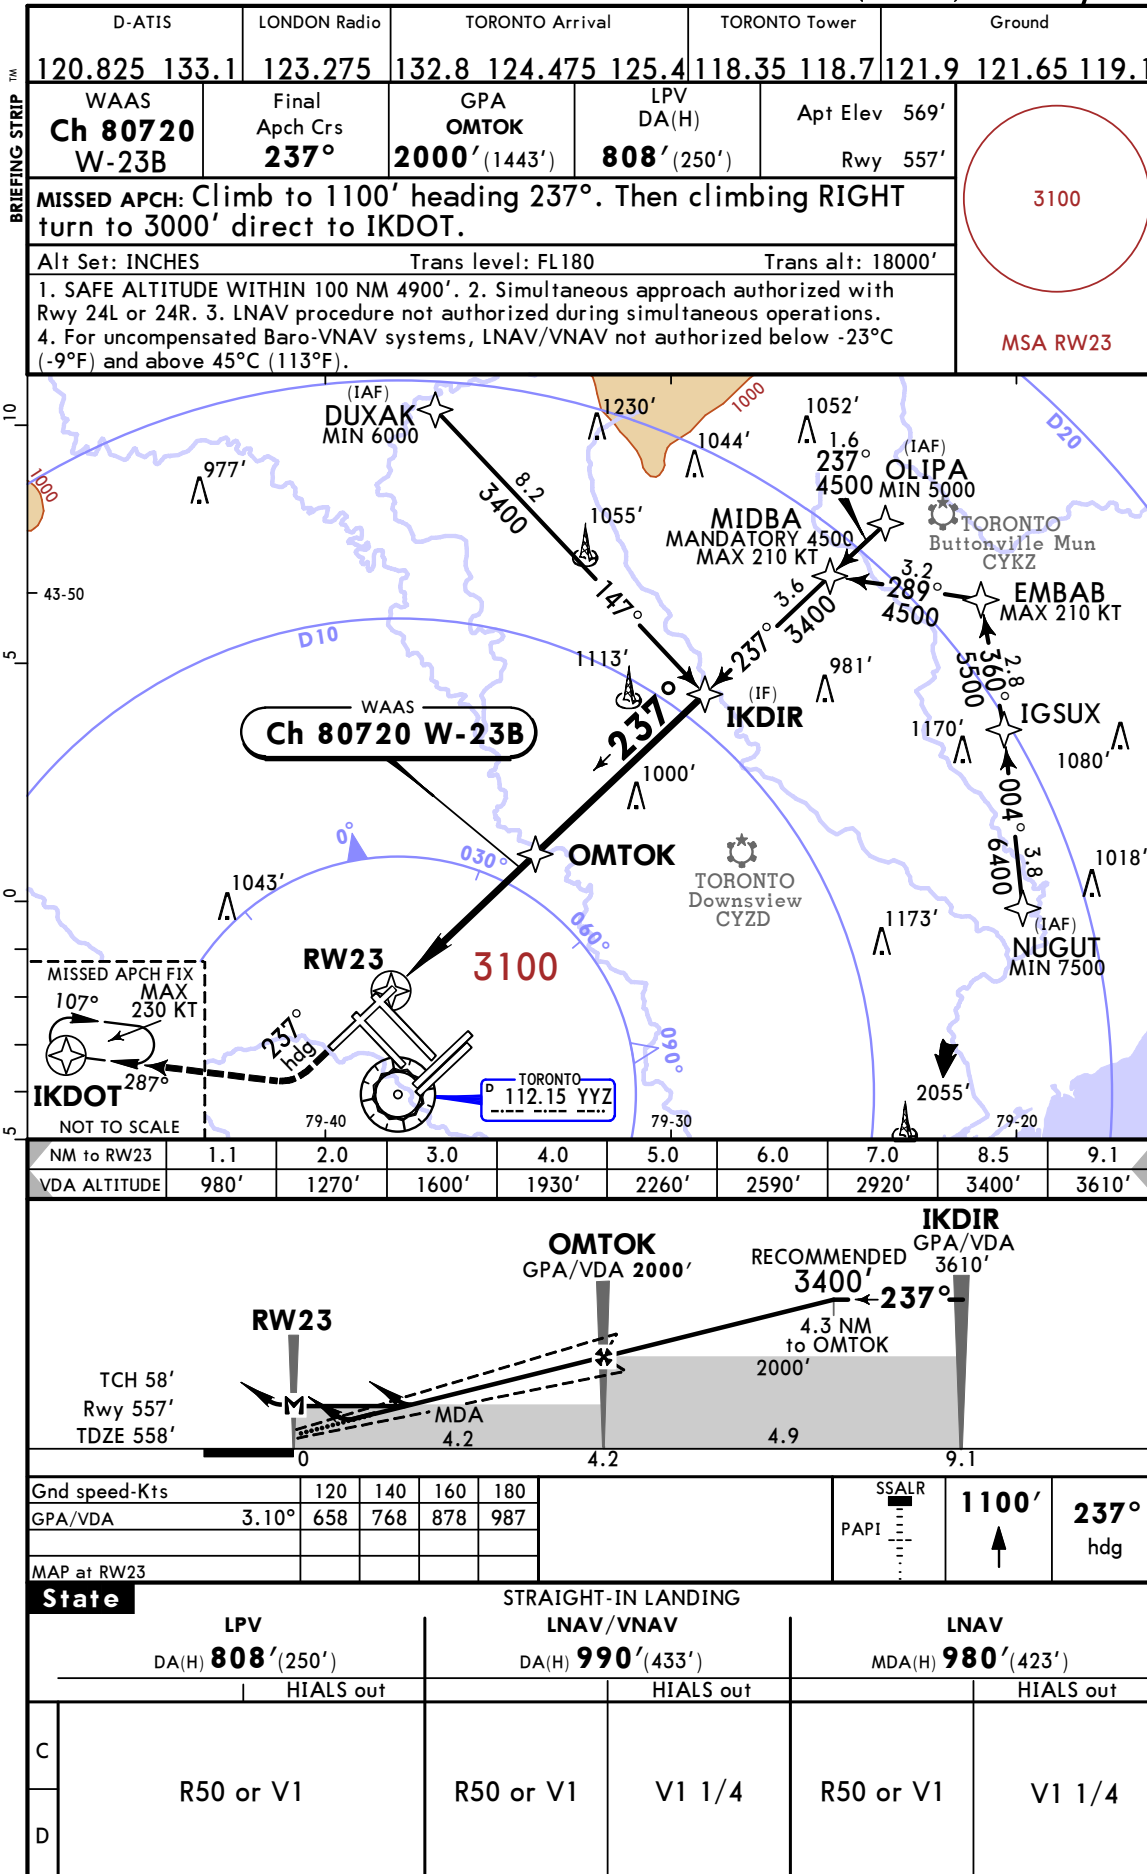 D-ATIS LONDON Radio TORONTO Arrival TORONTO Tower Ground
120.825 133.1 123.275 132.8 124.475 125.4 118.35 118.7 121.9 121.65 119.1
BRIEFING STRIP TM
WAAS
Ch 80720
W-23B
Final
Apch Crs
237°
GPA
OMTOK
2000′(1443′)
LPV
DA(H)
808′(250′)
Apt Elev 569′
Rwy 557′
MISSED APCH: Climb to 1100′ heading 237°. Then climbing RIGHT
turn to 3000′ direct to IKDOT.
Alt Set: INCHES Trans level: FL180 Trans alt: 18000′
1. SAFE ALTITUDE WITHIN 100 NM 4900′. 2. Simultaneous approach authorized with
Rwy 24L or 24R. 3. LNAV procedure not authorized during simultaneous operations.
4. For uncompensated Baro-VNAV systems, LNAV/VNAV not authorized below -23°C
(-9°F) and above 45°C (113°F).
3100
MSA RW23
10
5
0
5
43-50
1000
1000
(IAF)
DUXAK
MIN 6000
8.2
3400
147°
977′
1230′
1044′
1052′
1055′
D20
1.6
237°
4500
(IAF)
OLIPA
MIN 5000
TORONTO
Buttonville Mun
CYKZ
MIDBA
MANDATORY 4500
MAX 210 KT
3.2
289°
4500
EMBAB
MAX 210 KT
3.6
237°
3400
D10
1113′
981′
2.8
360°
5500
(IF)
IKDIR
IGSUX
1170′
1080′
WAAS
Ch 80720 W-23B
237°
1000′
004°
3.8
6400
OMTOK
0°
030°
060°
090°
TORONTO
Downsview
CYZD
1043′
1018′
1173′
(IAF)
NUGUT
MIN 7500
RW23
3100
MISSED APCH FIX
MAX
230 KT
107°
237°
hdg
IKDOT
287°
NOT TO SCALE
D TORONTO
112.15 YYZ
2055′
79-40
79-30
79-20
NM to RW23 1.1 2.0 3.0 4.0 5.0 6.0 7.0 8.5 9.1
VDA ALTITUDE 980′ 1270′ 1600′ 1930′ 2260′ 2590′ 2920′ 3400′ 3610′
IKDIR
GPA/VDA
3610′
OMTOK
GPA/VDA 2000′
RECOMMENDED
3400′
237°
4.3 NM
to OMTOK
2000′
RW23
TCH 58′
Rwy 557′
TDZE 558′
M
MDA
4.2
4.9
0 4.2 9.1
Gnd speed-Kts 120 140 160 180
GPA/VDA 3.10° 658 768 878 987
MAP at RW23
SSALR
PAPI
1100′
237°
hdg
State
STRAIGHT-IN LANDING
LPV LNAV/VNAV LNAV
DA(H) 808′(250′) DA(H) 990′(433′) MDA(H) 980′(423′)
HIALS out HIALS out HIALS out
C
R50 or V1 R50 or V1 V1 1/4 R50 or V1 V1 1/4
D